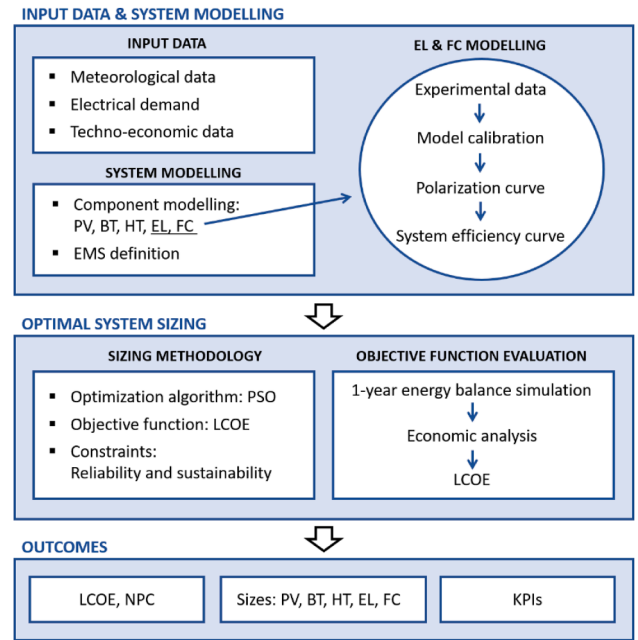 INPUT DATA & SYSTEM MODELLING
INPUT DATA
▪ Meteorological data
▪ Electrical demand
▪ Techno-economic data
SYSTEM MODELLING
▪ Component modelling:
PV, BT, HT, EL, FC
▪ EMS definition
EL & FC MODELLING
Experimental data
Model calibration
Polarization curve
System efficiency curve
OPTIMAL SYSTEM SIZING
SIZING METHODOLOGY
▪ Optimization algorithm: PSO
▪ Objective function: LCOE
▪ Constraints:
Reliability and sustainability
OBJECTIVE FUNCTION EVALUATION
1-year energy balance simulation
Economic analysis
LCOE
OUTCOMES
LCOE, NPC
Sizes: PV, BT, HT, EL, FC
KPIs